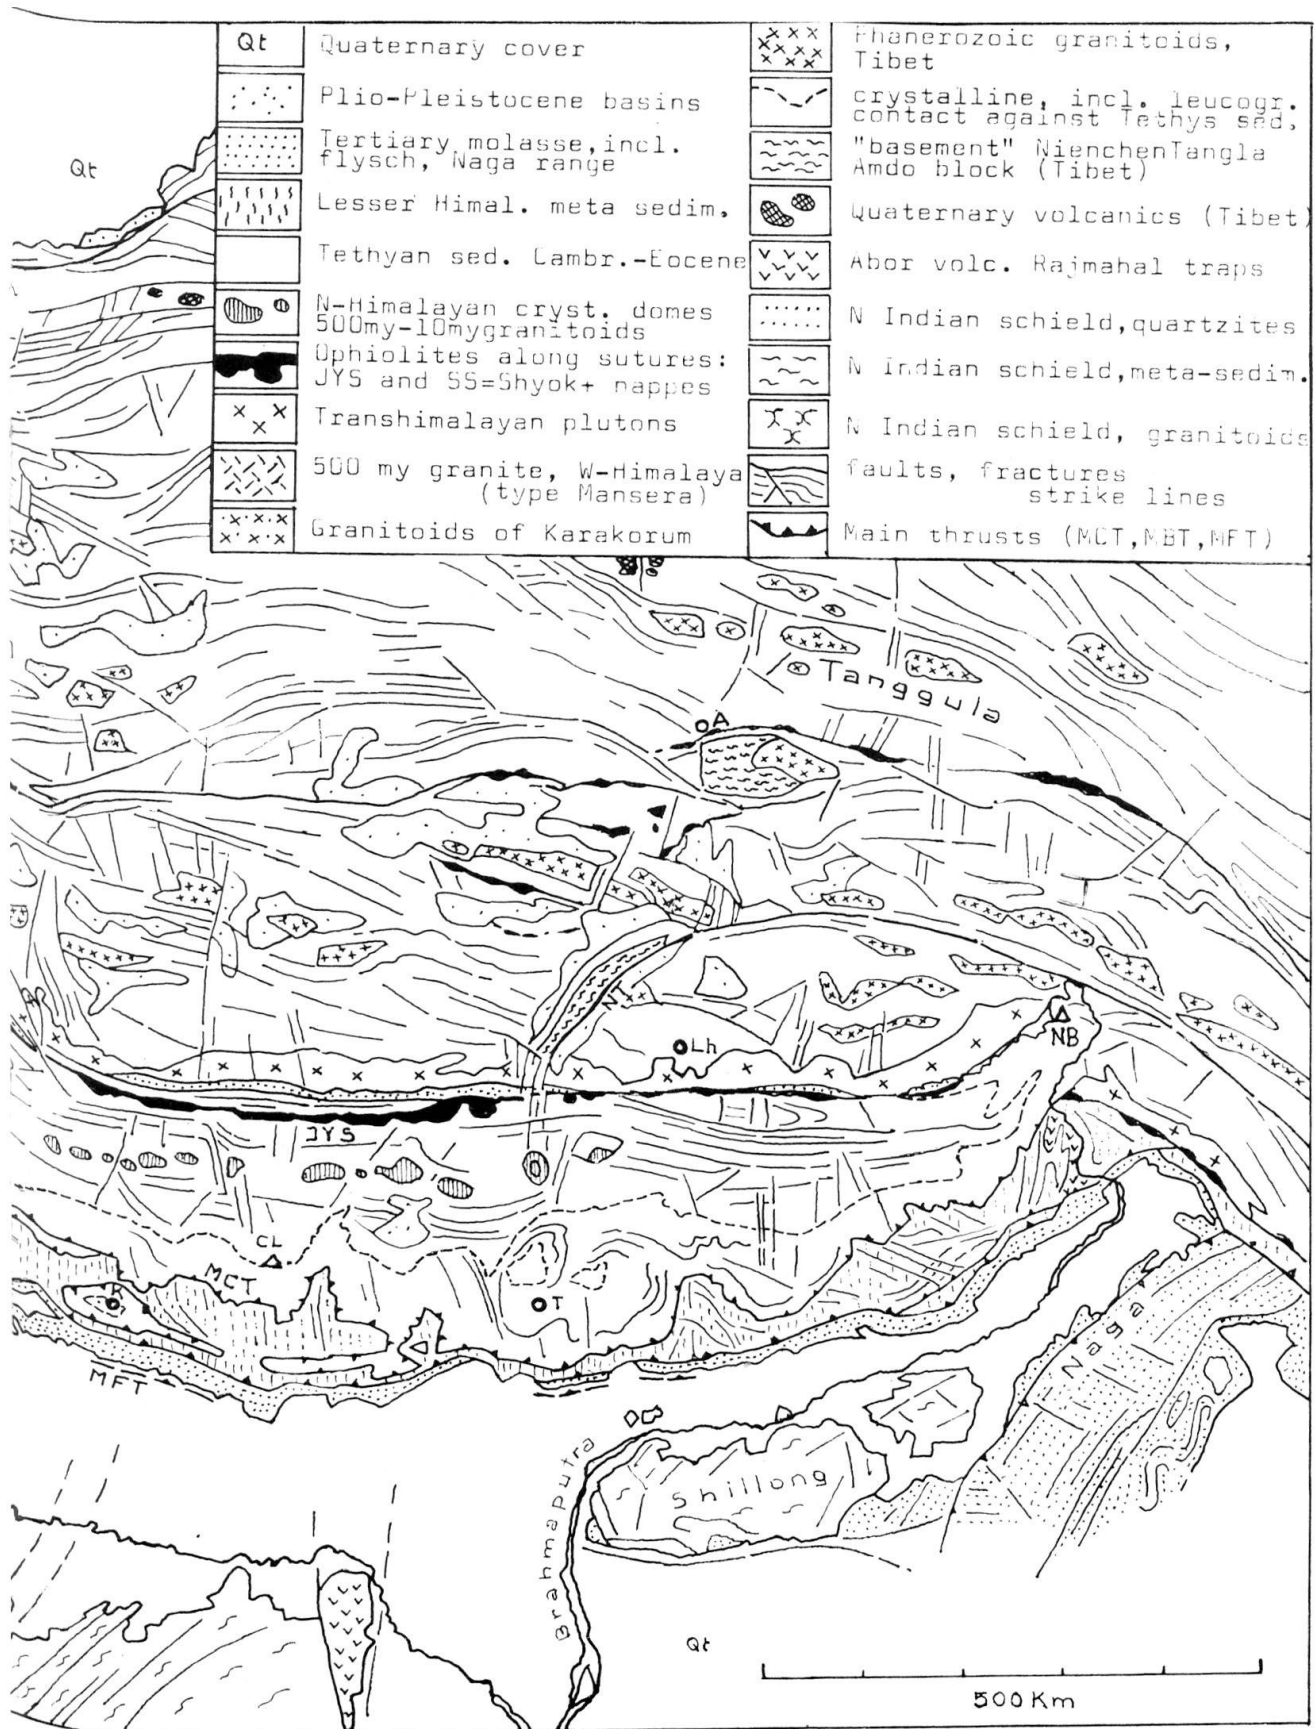 Qt Quaternary cover
Plio-Pleistocene basins
Tertiary molasse, incl.
flysch, Naga range
Lesser Himal. meta sedim.
Tethyan sed. Cambr.-Eocene
N-Himalayan cryst. domes
500my-10mygranitoids
Ophiolites along sutures:
JYS and SS=Shyok+ nappes
Transhimalayan plutons
500 my granite, W-Himalaya
(type Mansera)
Granitoids of Karakorum
Phanerozoic granitoids,
Tibet
crystalline, incl. leucogr.
contact against Tethys sed.
"basement" NienchenTangla
Amdo block (Tibet)
Quaternary volcanics (Tibet)
Abor volc. Rajmahal traps
N Indian schield, quartzites
N Indian schield, meta-sedim.
N Indian schield, granitoids
faults, fractures
strike lines
Main thrusts (MCT,MBT,MFT)
Qt
Tanggula
A
NT
Lh
NB
JYS
CL
MCT
K
T
MFT
Naga
Shillong
Brahmaputra
Qt
500Km